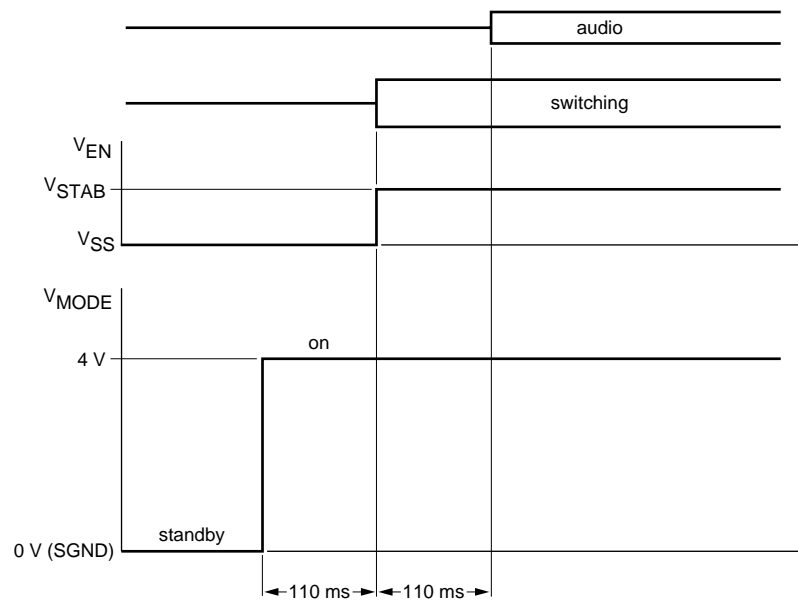 audio
switching
VEN
VSTAB
VSS
VMODE
on
4 V
standby
0 V (SGND)
110 ms 110 ms